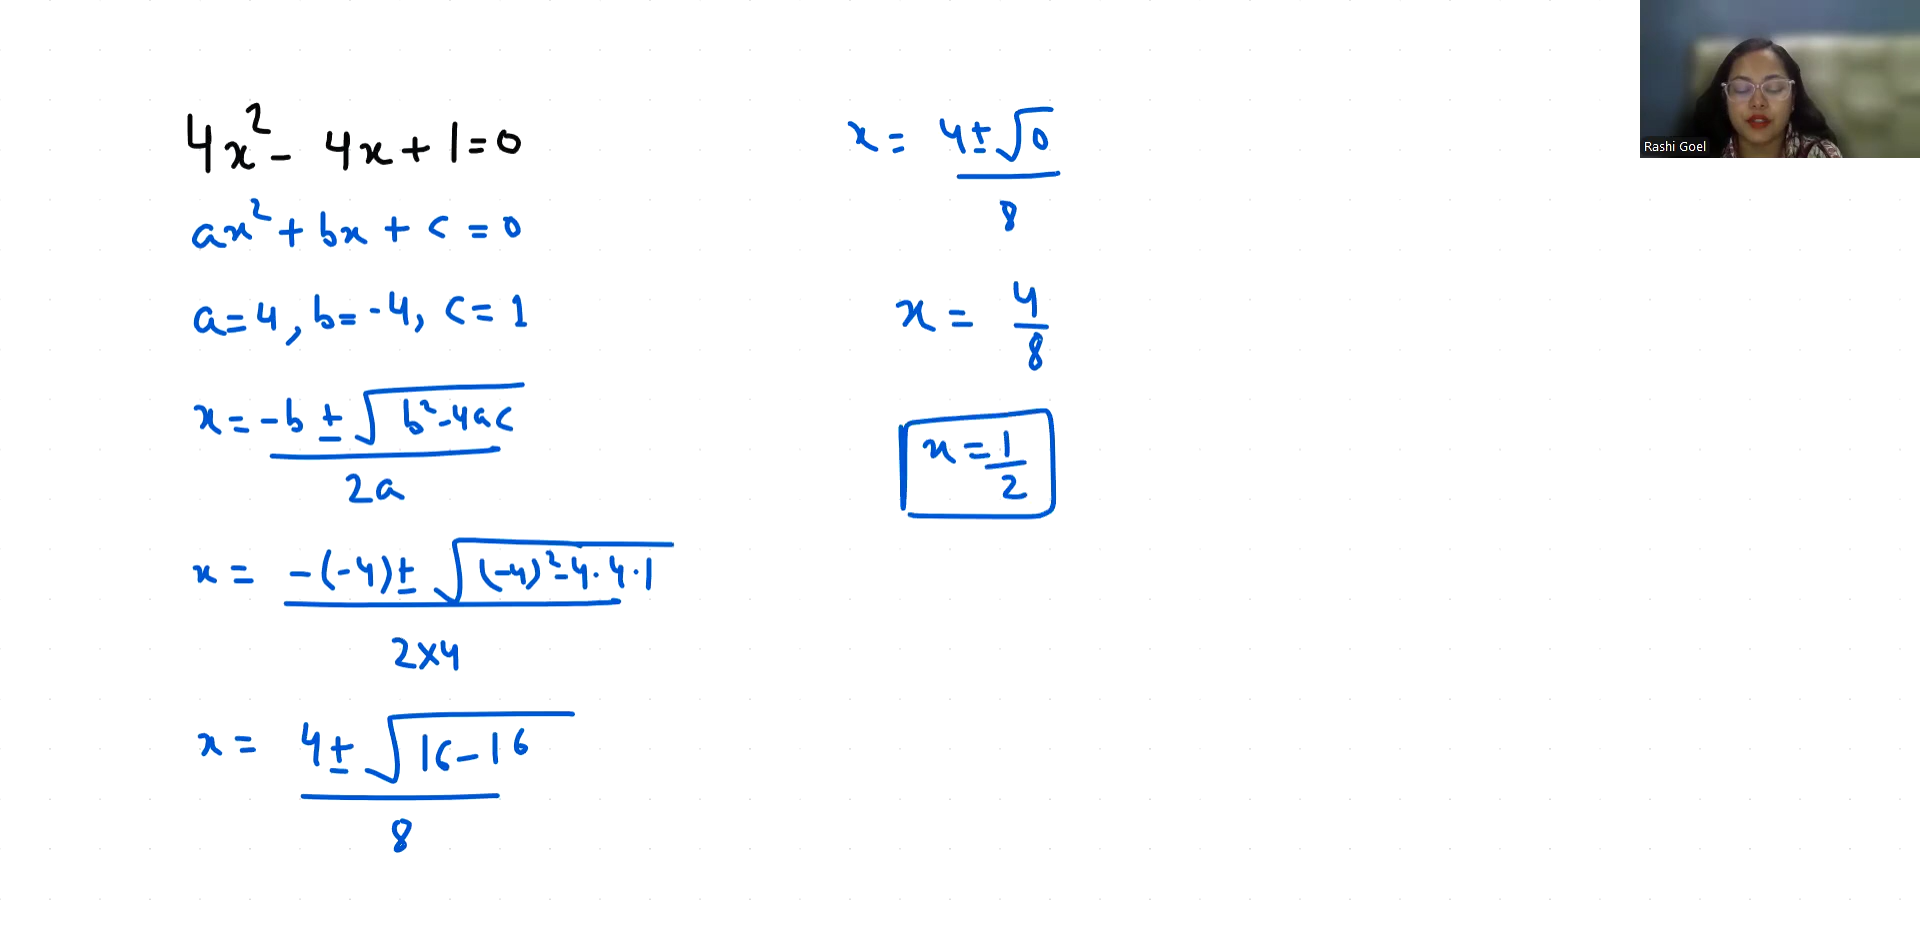 4x² - 4x + 1 = 0
ax² + bx + c = 0
a = 4, b = -4, c = 1
x = -b ± √b² - 4ac
2a
x = -(-4) ± √(-4)² - 4 · 4 · 1
2×4
x = 4 ± √16 - 16
8
x = 4 ± √0
8
x = 4
8
x = 1
2
Rashi Goel